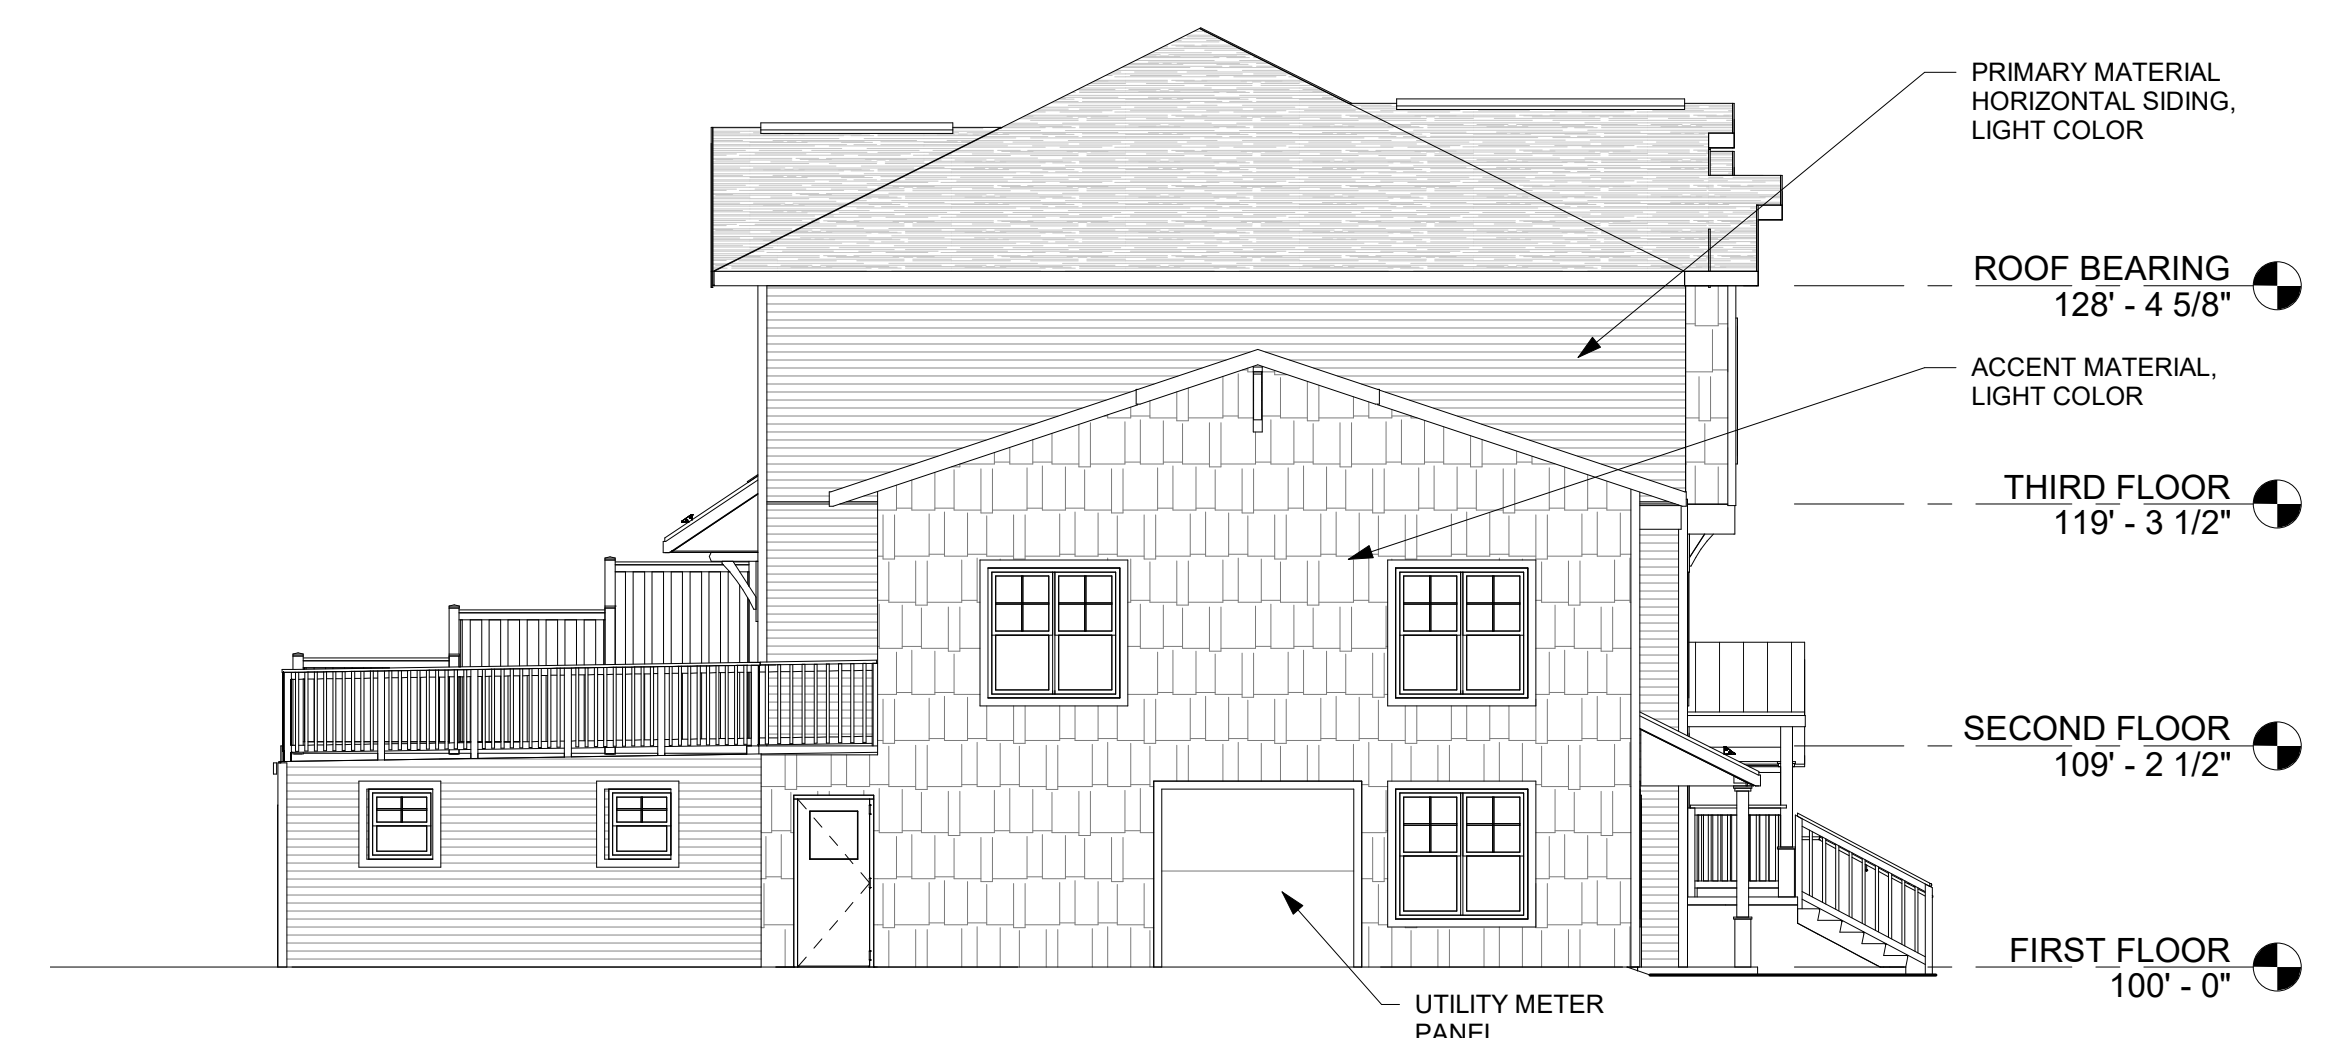 PRIMARY MATERIAL
HORIZONTAL SIDING,
LIGHT COLOR
ROOF BEARING
128' - 4 5/8"
ACCENT MATERIAL,
LIGHT COLOR
THIRD FLOOR
119' - 3 1/2"
SECOND FLOOR
109' - 2 1/2"
FIRST FLOOR
100' - 0"
UTILITY METER
PANEL